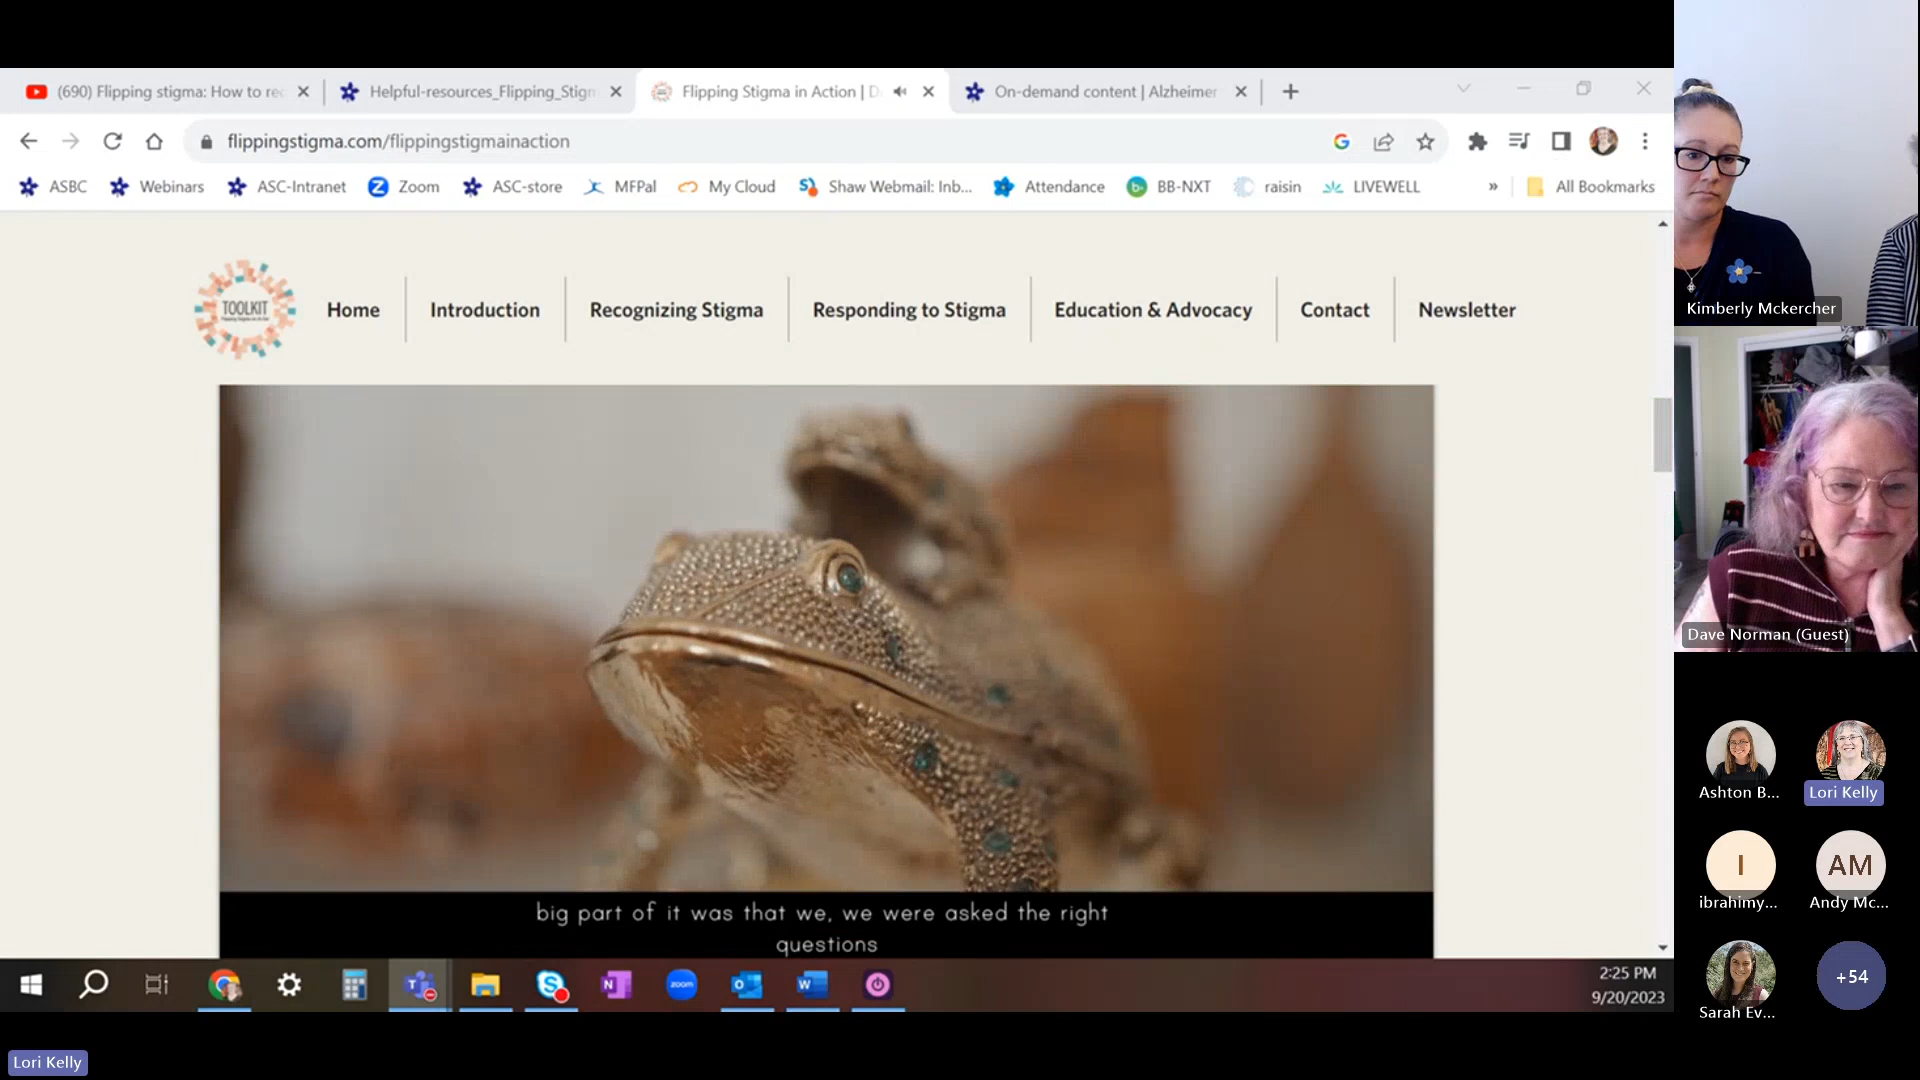 (690) Flipping stigma: How to rec
Helpful-resources_Flipping_Stign
Flipping Stigma in Action | D
On-demand content | Alzheimer
flippingstigma.com/flippingstigmainaction
ASBC
Webinars
ASC-Intranet
Zoom
ASC-store
MFPal
My Cloud
Shaw Webmail: Inb...
Attendance
BB-NXT
raisin
LIVEWELL
»
All Bookmarks
TOOLKIT
Home
Introduction
Recognizing Stigma
Responding to Stigma
Education & Advocacy
Contact
Newsletter
big part of it was that we, we were asked the right
questions
2:25 PM
9/20/2023
Lori Kelly
Kimberly Mckercher
Dave Norman (Guest)
Ashton B...
Lori Kelly
I
ibrahimy...
AM
Andy Mc...
Sarah Ev...
+54